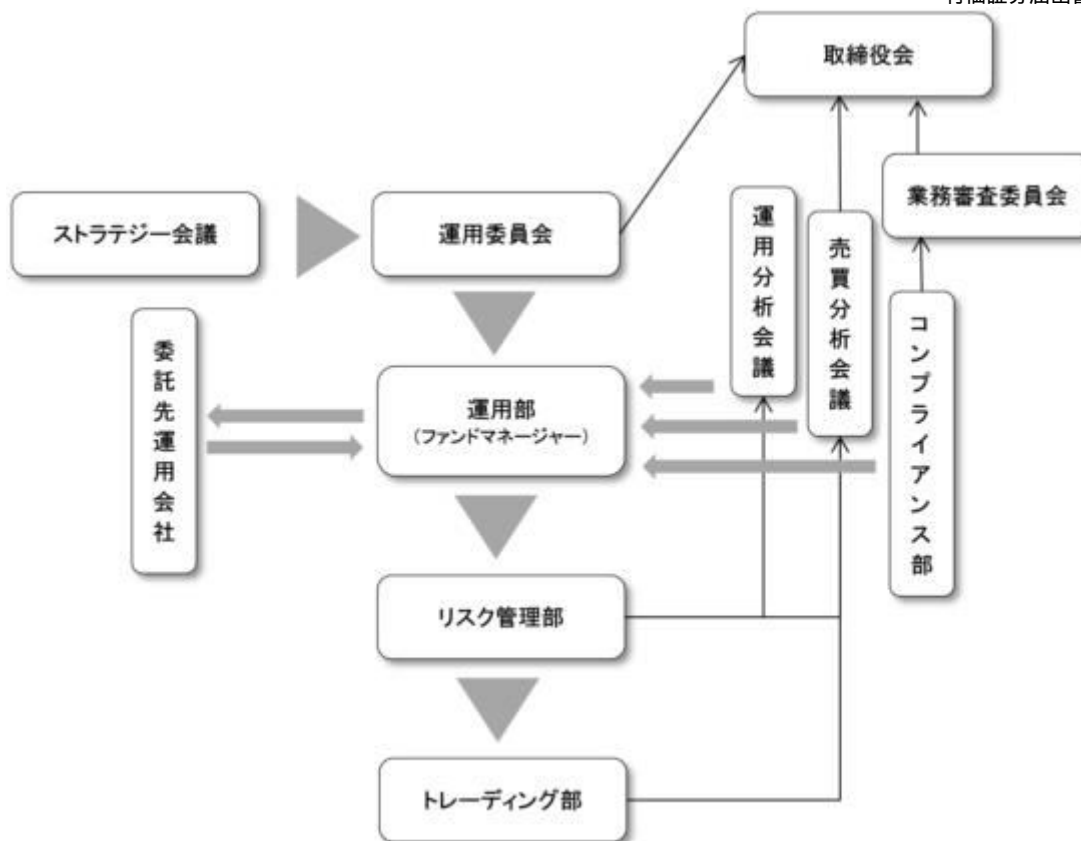 取締役会
業務審査委員会
ストラテジー会議
運用委員会
運用分析会議
売買分析会議
コンプライアンス部
委託先運用会社
運用部
(ファンドマネージャー)
リスク管理部
トレーディング部